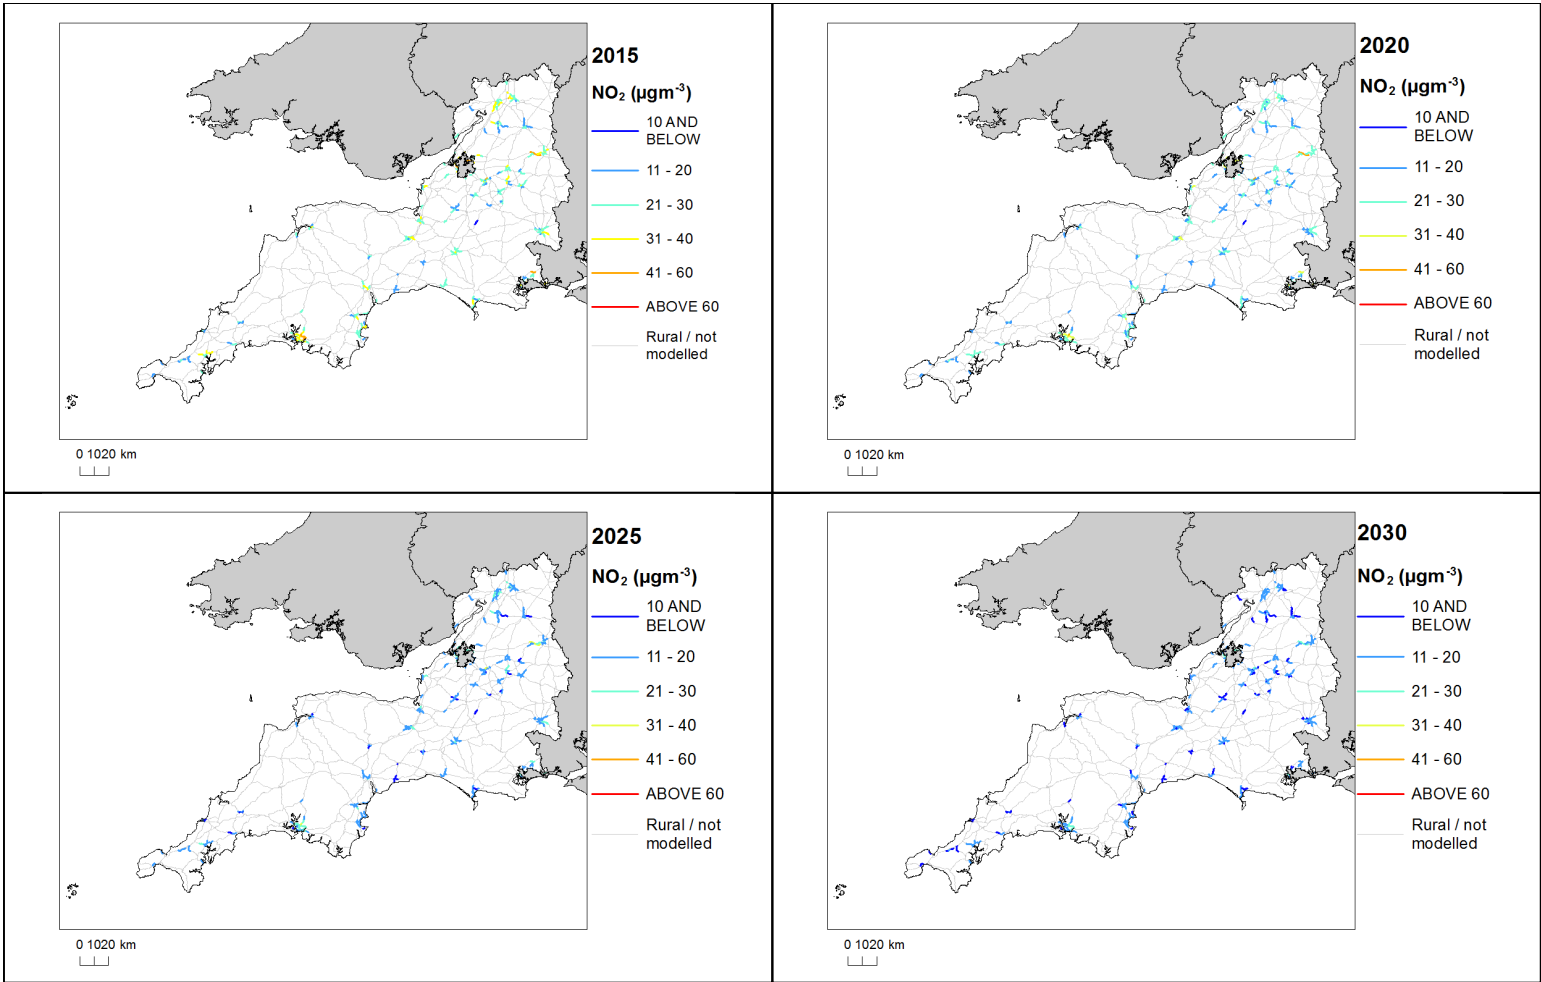 2015
NO₂ (µgm⁻³)
10 AND
BELOW
11 - 20
21 - 30
31 - 40
41 - 60
ABOVE 60
Rural / not
modelled
0 1020 km
2020
NO₂ (µgm⁻³)
10 AND
BELOW
11 - 20
21 - 30
31 - 40
41 - 60
ABOVE 60
Rural / not
modelled
0 1020 km
2025
NO₂ (µgm⁻³)
10 AND
BELOW
11 - 20
21 - 30
31 - 40
41 - 60
ABOVE 60
Rural / not
modelled
0 1020 km
2030
NO₂ (µgm⁻³)
10 AND
BELOW
11 - 20
21 - 30
31 - 40
41 - 60
ABOVE 60
Rural / not
modelled
0 1020 km